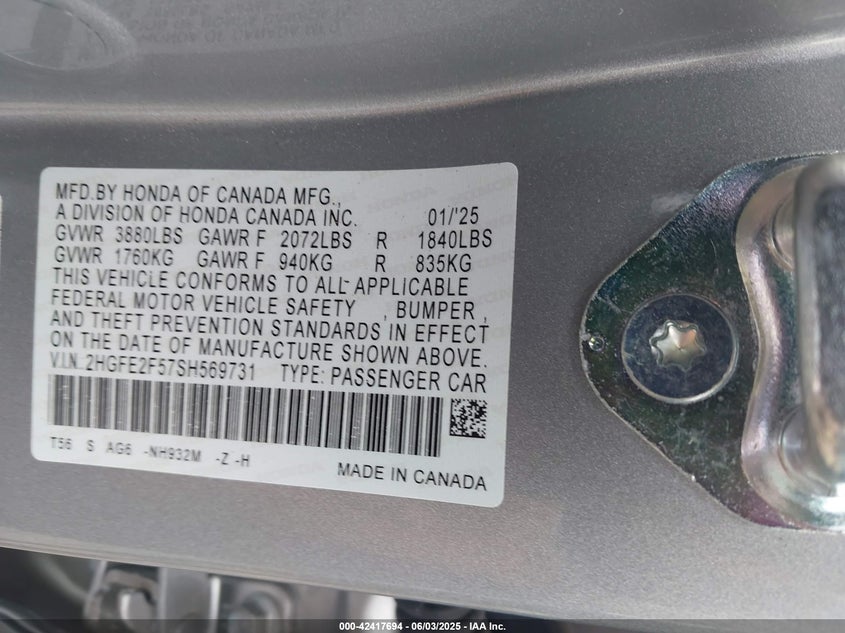 MFD.BY HONDA OF CANADA MFG.,
A DIVISION OF HONDA CANADA INC. 01/'25
GVWR 3880LBS GAWR F 2072LBS R 1840LBS
GVWR 1760KG GAWR F 940KG R 835KG
THIS VEHICLE CONFORMS TO ALL APPLICABLE
FEDERAL MOTOR VEHICLE SAFETY , BUMPER ,
AND THEFT PREVENTION STANDARDS IN EFFECT
ON THE DATE OF MANUFACTURE SHOWN ABOVE.
V.I.N. 2HGFE2F57SH569731 TYPE: PASSENGER CAR
T56 S AG6 -NH932M -Z -H
MADE IN CANADA
000-42417694 - 06/03/2025 - IAA, Inc.